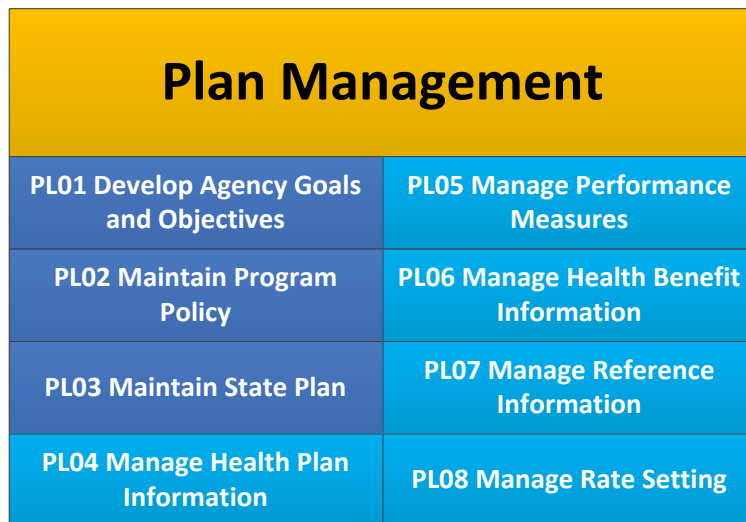 Plan Management
PL01 Develop Agency Goals
and Objectives
PL02 Maintain Program
Policy
PL03 Maintain State Plan
PL04 Manage Health Plan
Information
PL05 Manage Performance
Measures
PL06 Manage Health Benefit
Information
PL07 Manage Reference
Information
PL08 Manage Rate Setting